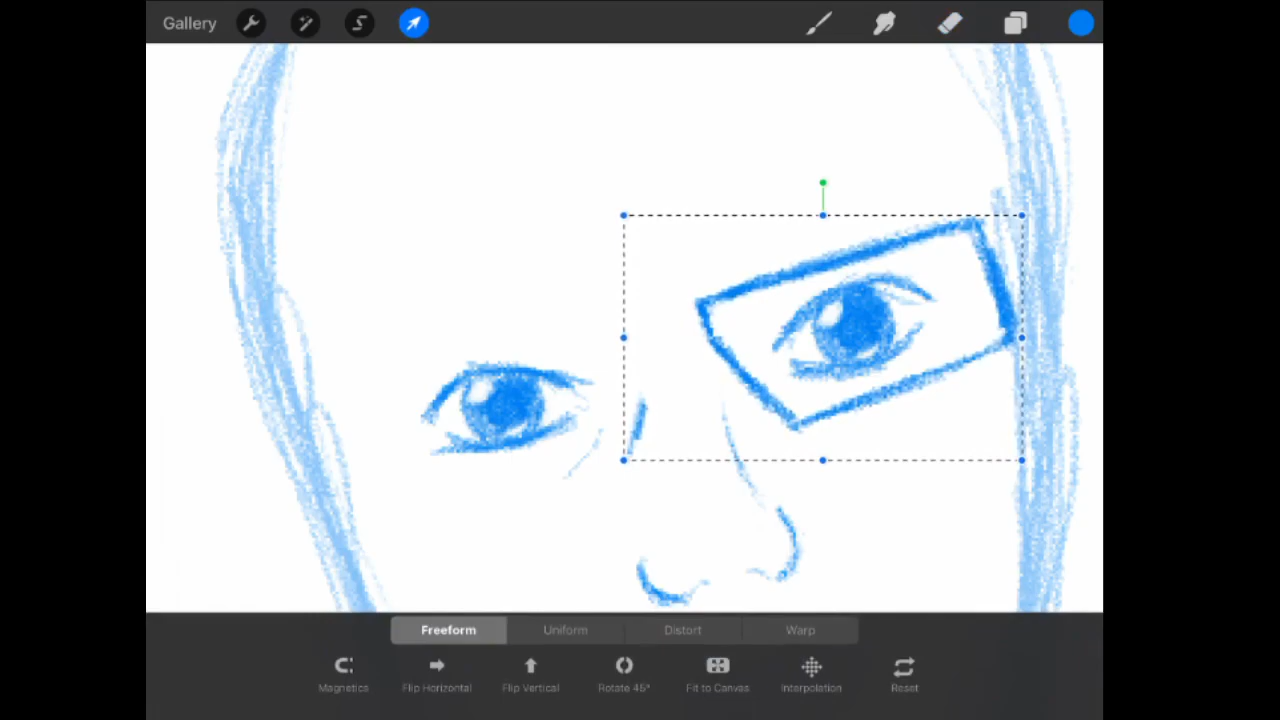 Gallery
Freeform Uniform Distort Warp
Magnetics Flip Horizontal Flip Vertical Rotate 45° Fit to Canvas Interpolation Reset